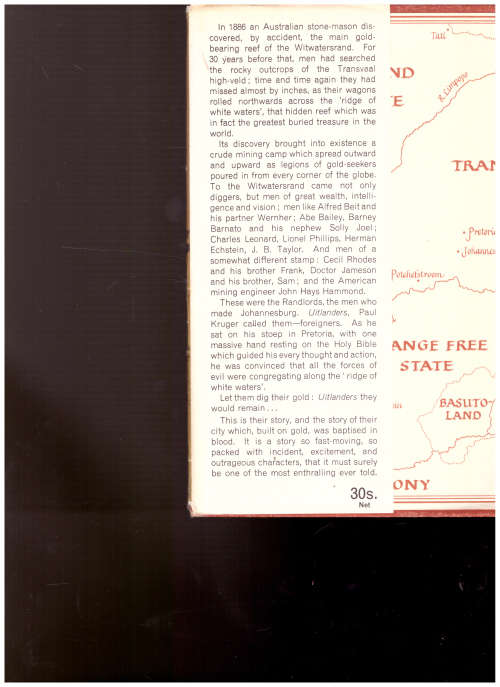 In 1886 an Australian stone-mason dis-
covered, by accident, the main gold-
bearing reef of the Witwatersrand. For
30 years before that, men had searched
the rocky outcrops of the Transvaal
high-veld; time and time again they had
missed almost by inches, as their wagons
rolled northwards across the 'ridge of
white waters', that hidden reef which was
in fact the greatest buried treasure in the
world.
Its discovery brought into existence a
crude mining camp which spread outward
and upward as legions of gold-seekers
poured in from every corner of the globe.
To the Witwatersrand came not only
diggers, but men of great wealth, intelli-
gence and vision; men like Alfred Beit and
his partner Wernher; Abe Bailey, Barney
Barnato and his nephew Solly Joel;
Charles Leonard, Lionel Phillips, Herman
Echstein, J. B. Taylor. And men of a
somewhat different stamp: Cecil Rhodes
and his brother Frank, Doctor Jameson
and his brother, Sam; and the American
mining engineer John Hays Hammond.
These were the Randlords, the men who
made Johannesburg. Uitlanders, Paul
Kruger called them—foreigners. As he
sat on his stoep in Pretoria, with one
massive hand resting on the Holy Bible
which guided his every thought and action,
he was convinced that all the forces of
evil were congregating along the 'ridge of
white waters'.
Let them dig their gold: Uitlanders they
would remain...
This is their story, and the story of their
city which, built on gold, was baptised in
blood. It is a story so fast-moving, so
packed with incident, excitement, and
outrageous characters, that it must surely
be one of the most enthralling ever told.
30s.
Net
Tati
ND
E
R. Limpopo
TRAN
Pretoria
Johannes
Potchefstroom
ANGE FREE
STATE
BASUTO-
LAND
ONY